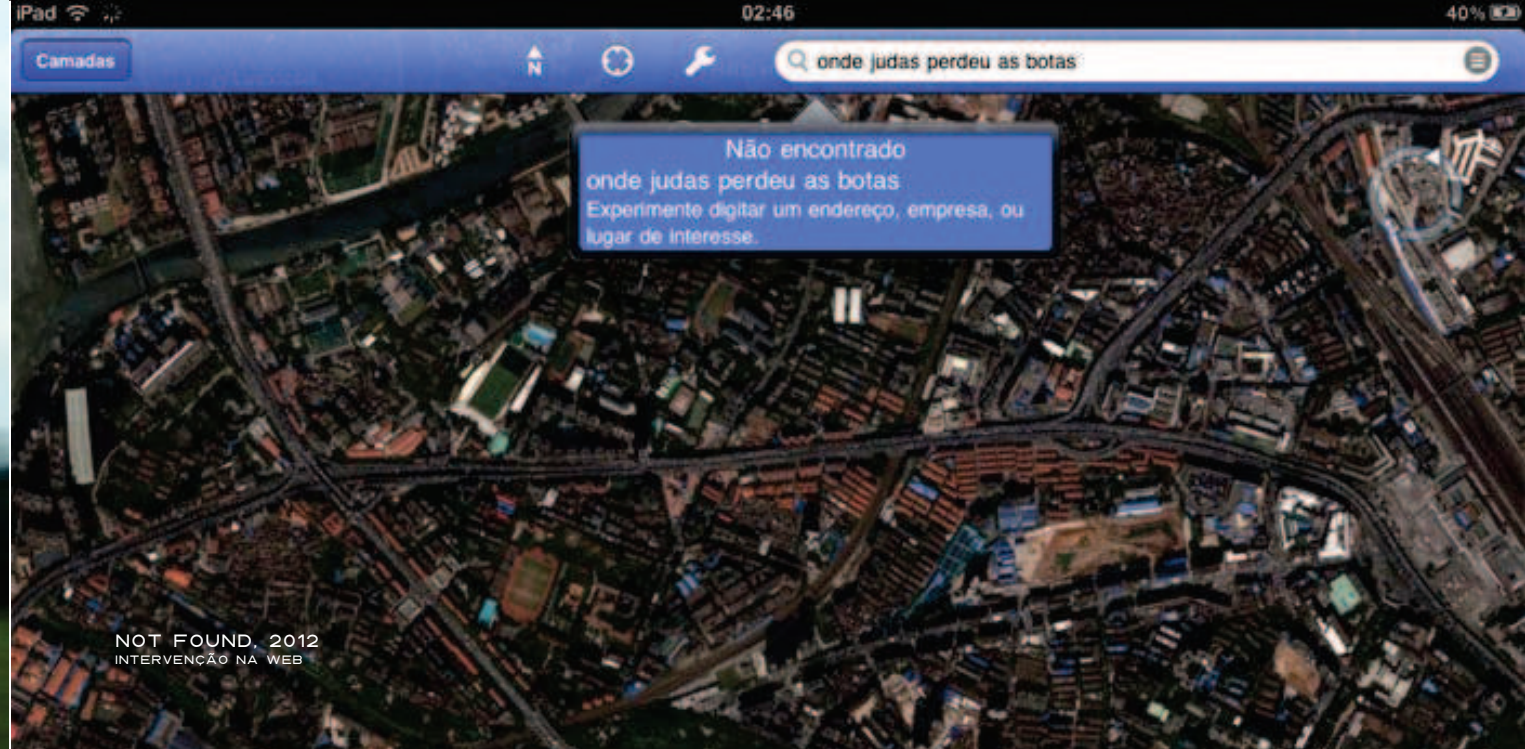 iPad
02:46
40%
Camadas
N
onde judas perdeu as botas
Não encontrado
onde judas perdeu as botas
Experimente digitar um endereço, empresa, ou
lugar de interesse.
NOT FOUND, 2012
INTERVENÇÃO NA WEB